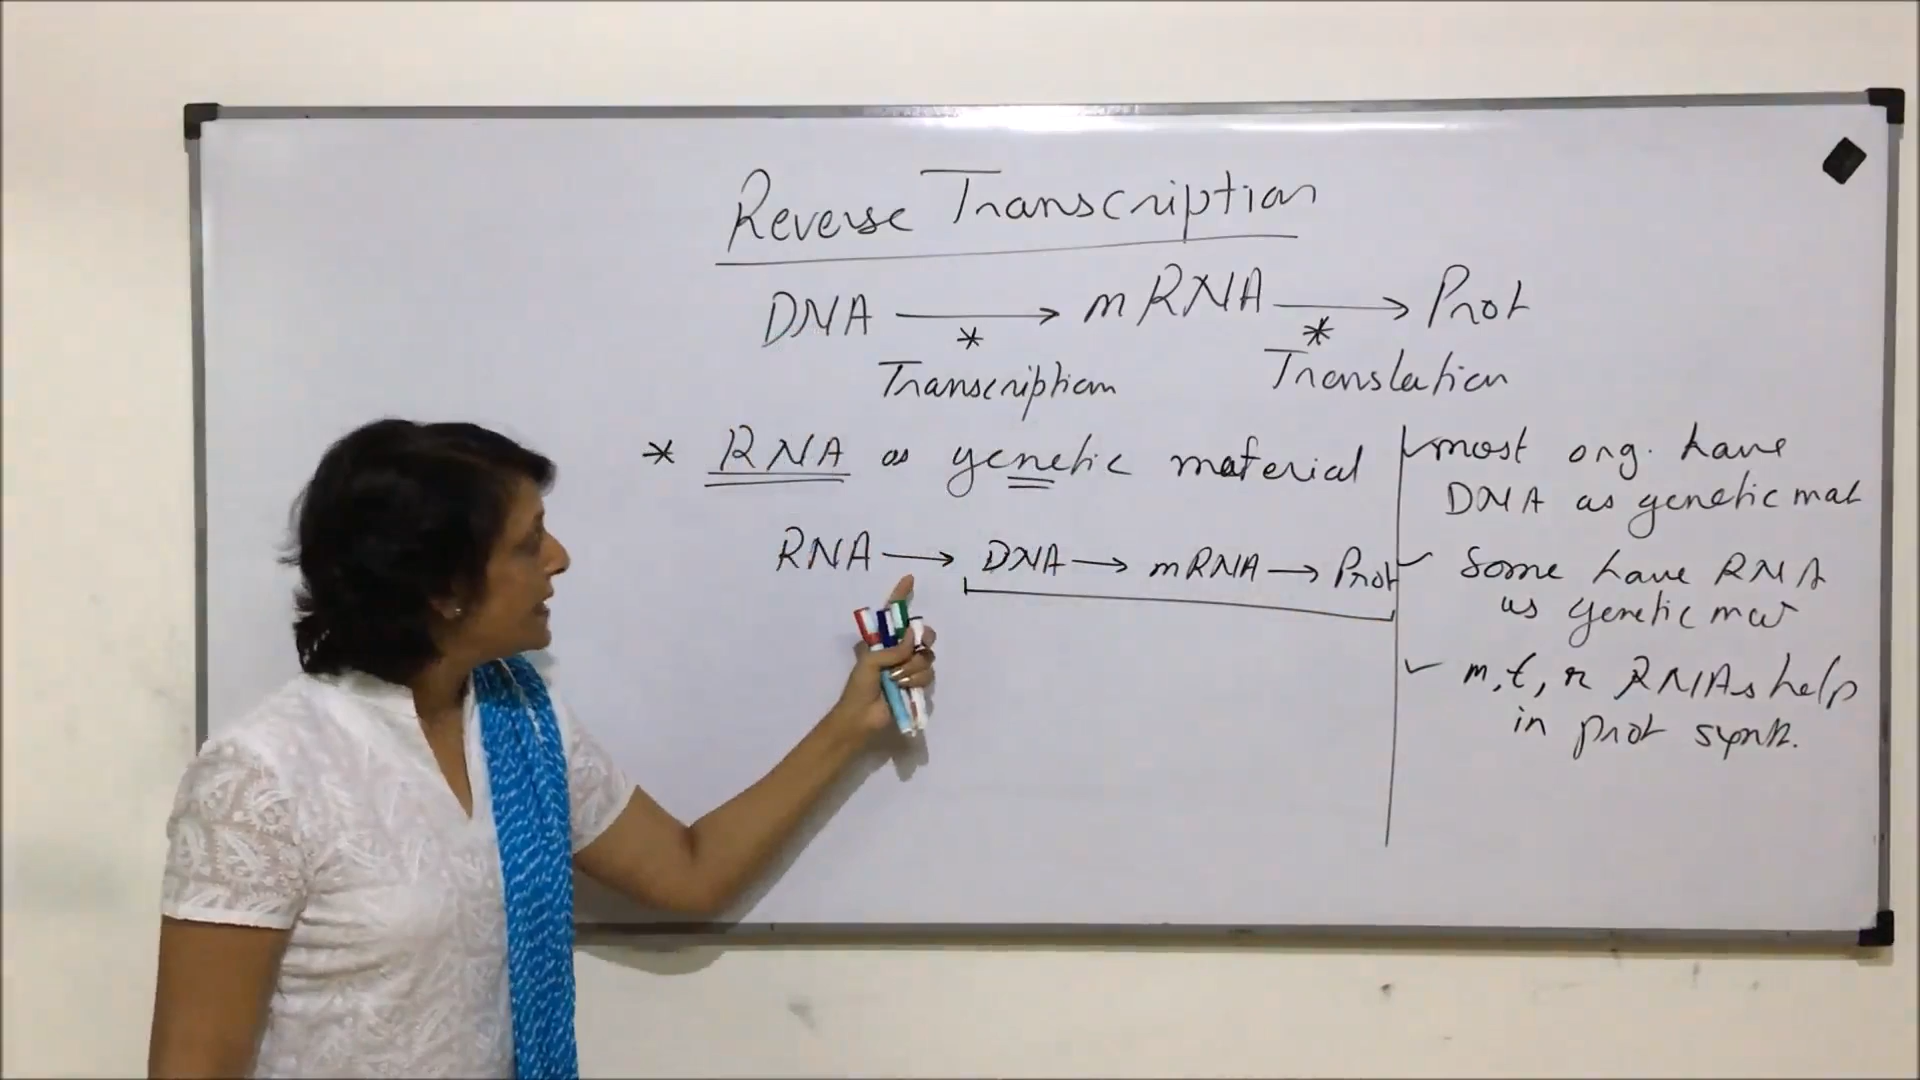 Reverse Transcription
DNA → mRNA → Prot
* *
Transcription Translation
* RNA as genetic material
RNA → DNA → mRNA → Prot
✓ most org. have
DNA as genetic mat
✓ Some have RNA
as genetic mat
✓ m, t, r RNAs help
in prot synth.